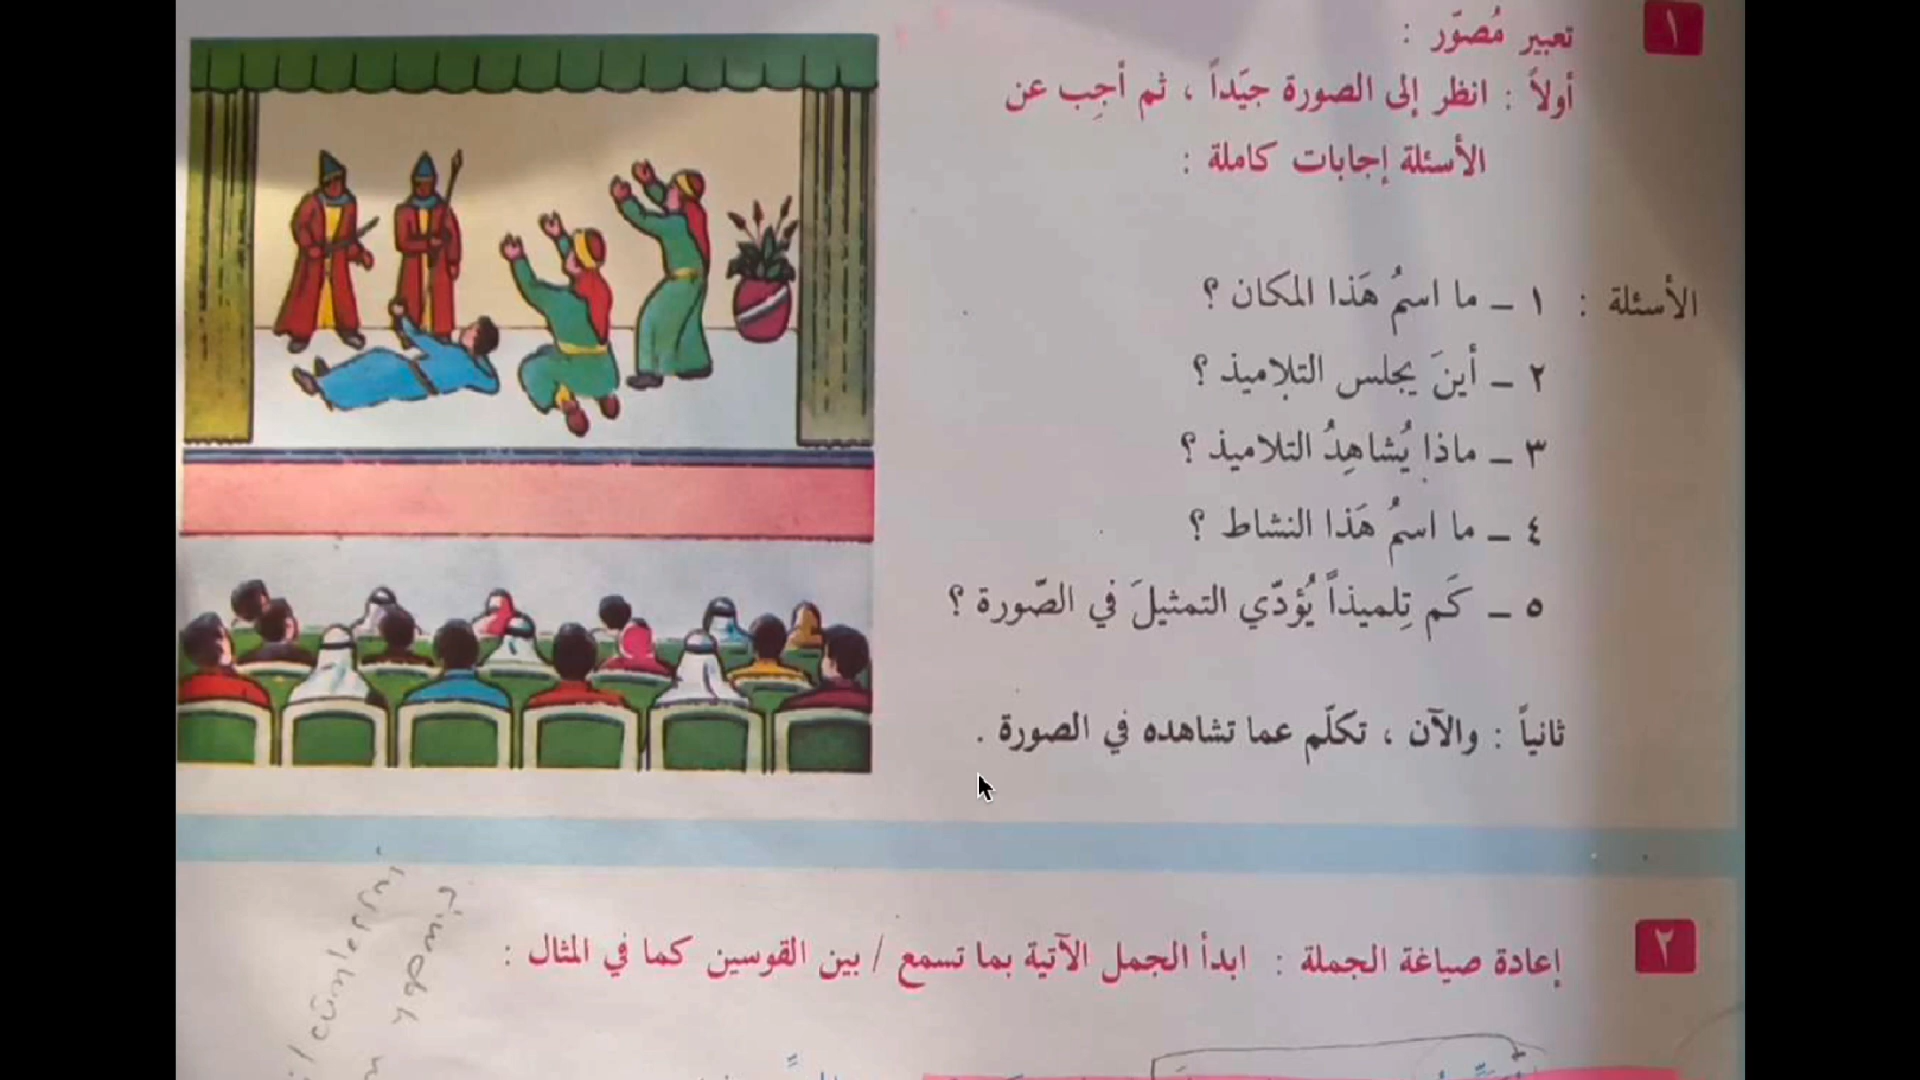 ١
تعبير مُصوّر :
أولاً : انظر إلى الصورة جيّداً ، ثم أجِب عن
الأسئلة إجابات كاملة :
الأسئلة : ١ ـ ما اسمُ هَذا المكان ؟
٢ ـ أينَ يجلس التلاميذ ؟
٣ ـ ماذا يُشاهِدُ التلاميذ ؟
٤ ـ ما اسمُ هَذا النشاط ؟
٥ ـ كَم تِلميذاً يُؤدّي التمثيلَ في الصّورة ؟
ثانياً : والآن ، تكلّم عما تشاهده في الصورة .
٢
إعادة صياغة الجملة : ابدأ الجمل الآتية بما تسمع / بين القوسين كما في المثال :